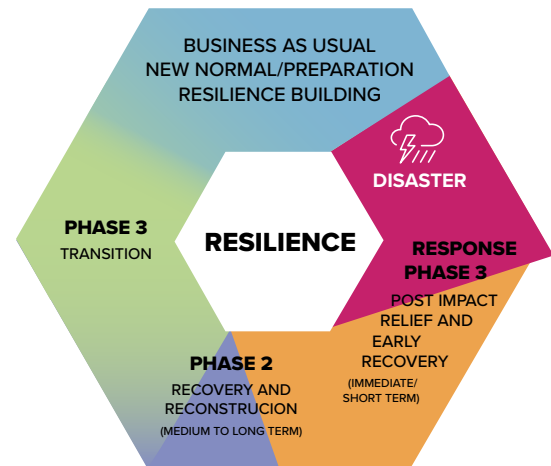 BUSINESS AS USUAL
NEW NORMAL/PREPARATION
RESILIENCE BUILDING
DISASTER
RESPONSE
PHASE 3
POST IMPACT
RELIEF AND
EARLY
RECOVERY
(IMMEDIATE/
SHORT TERM)
PHASE 2
RECOVERY AND
RECONSTRUCION
(MEDIUM TO LONG TERM)
PHASE 3
TRANSITION
RESILIENCE